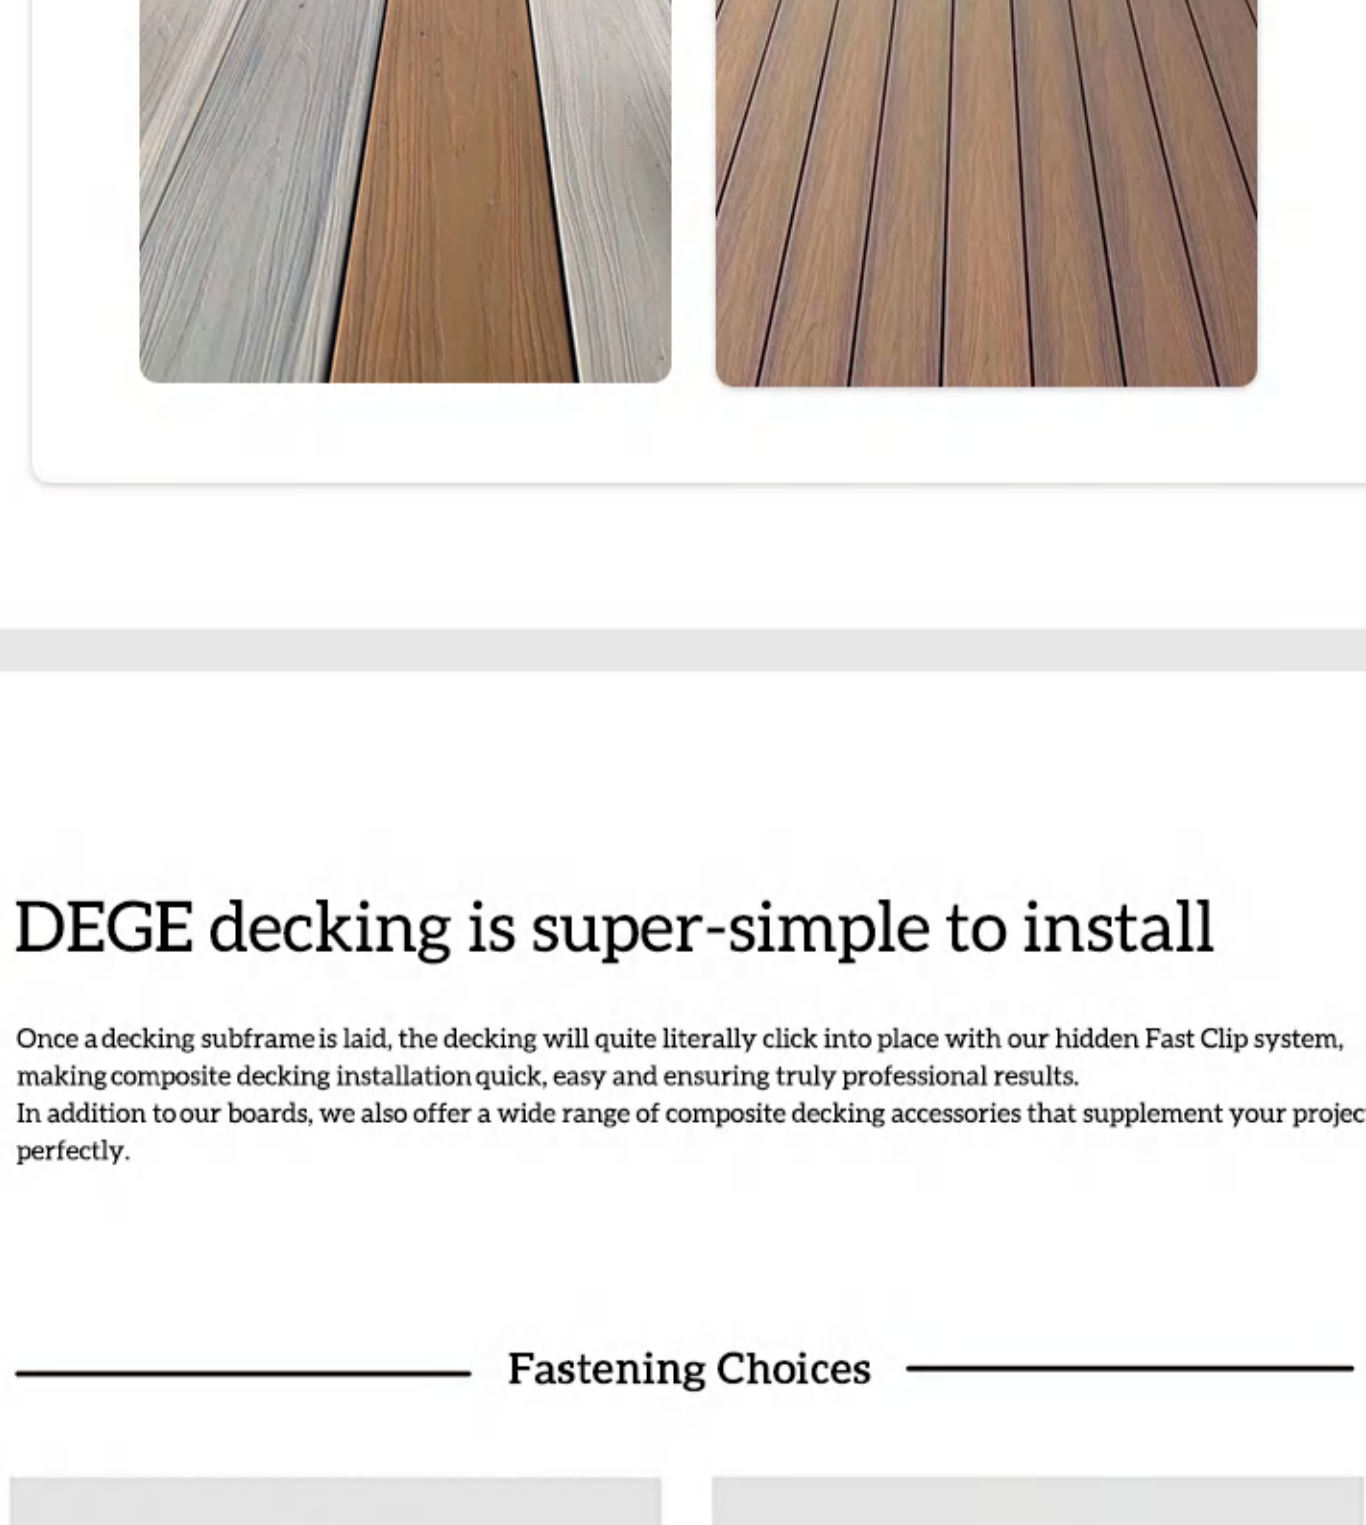 DEGE decking is super-simple to install
Once a decking subframe is laid, the decking will quite literally click into place with our hidden Fast Clip system,
making composite decking installation quick, easy and ensuring truly professional results.
In addition to our boards, we also offer a wide range of composite decking accessories that supplement your projec
perfectly.
Fastening Choices